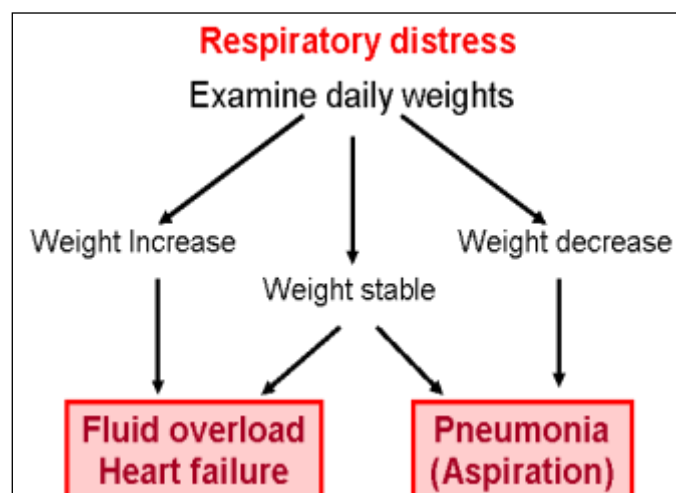 Respiratory distress
Examine daily weights
Weight Increase
Weight decrease
Weight stable
Fluid overload
Heart failure
Pneumonia
(Aspiration)